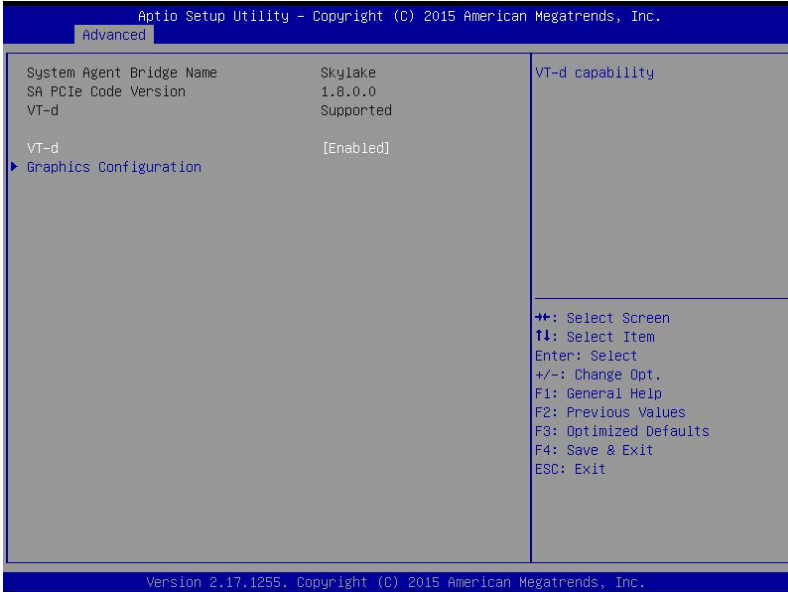 Aptio Setup Utility – Copyright (C) 2015 American Megatrends, Inc.
Advanced
System Agent Bridge Name Skylake
SA PCIe Code Version 1.8.0.0
VT-d Supported
VT-d [Enabled]
Graphics Configuration
VT-d capability
→←: Select Screen
↑↓: Select Item
Enter: Select
+/-: Change Opt.
F1: General Help
F2: Previous Values
F3: Optimized Defaults
F4: Save & Exit
ESC: Exit
Version 2.17.1255. Copyright (C) 2015 American Megatrends, Inc.